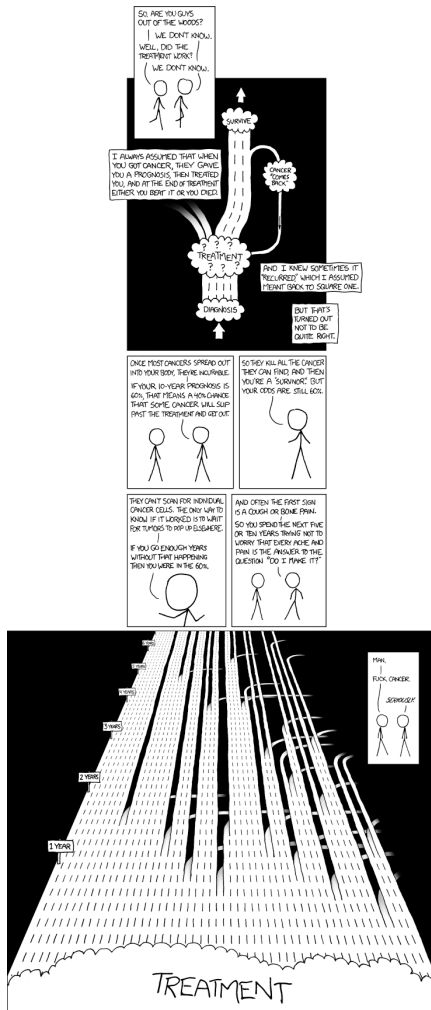 SO, ARE YOU GUYS
OUT OF THE WOODS?
WE DON'T KNOW.
WELL, DID THE
TREATMENT WORK?
WE DON'T KNOW.
SURVIVE
I ALWAYS ASSUMED THAT WHEN
YOU GOT CANCER, THEY GAVE
YOU A PROGNOSIS, THEN TREATED
YOU, AND AT THE END OF TREATMENT
EITHER YOU BEAT IT OR YOU DIED.
CANCER
"COMES
BACK"
? ? ?
TREATMENT
? ? ?
AND I KNEW SOMETIMES IT
"RECURRED," WHICH I ASSUMED
MEANT BACK TO SQUARE ONE.
DIAGNOSIS
BUT THAT'S
TURNED OUT
NOT TO BE
QUITE RIGHT.
ONCE MOST CANCERS SPREAD OUT
INTO YOUR BODY, THEY'RE INCURABLE.
IF YOUR 10-YEAR PROGNOSIS IS
60%, THAT MEANS A 40% CHANCE
THAT SOME CANCER WILL SLIP
PAST THE TREATMENT AND GET OUT.
SO THEY KILL ALL THE CANCER
THEY CAN FIND, AND THEN
YOU'RE A "SURVIVOR." BUT
YOUR ODDS ARE STILL 60%.
THEY CAN'T SCAN FOR INDIVIDUAL
CANCER CELLS. THE ONLY WAY TO
KNOW IF IT WORKED IS TO WAIT
FOR TUMORS TO POP UP ELSEWHERE.
IF YOU GO ENOUGH YEARS
WITHOUT THAT HAPPENING
THEN YOU WERE IN THE 60%.
AND OFTEN THE FIRST SIGN
IS A COUGH OR BONE PAIN.
SO YOU SPEND THE NEXT FIVE
OR TEN YEARS TRYING NOT TO
WORRY THAT EVERY ACHE AND
PAIN IS THE ANSWER TO THE
QUESTION "DO I MAKE IT?"
MAN.
FUCK CANCER.
SERIOUSLY.
3 YEARS
2 YEARS
1 YEAR
TREATMENT